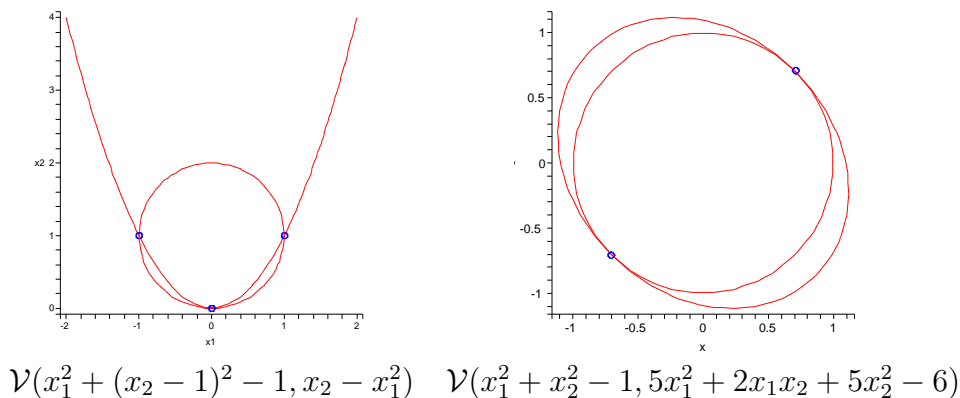 4
3
x2 2
1
0
-2 -1 0 1 2
x1
1
0.5
0
-0.5
-1
-1 -0.5 0 0.5 1
x
𝒱(x₁² + (x₂ − 1)² − 1, x₂ − x₁²)
𝒱(x₁² + x₂² − 1, 5x₁² + 2x₁x₂ + 5x₂² − 6)